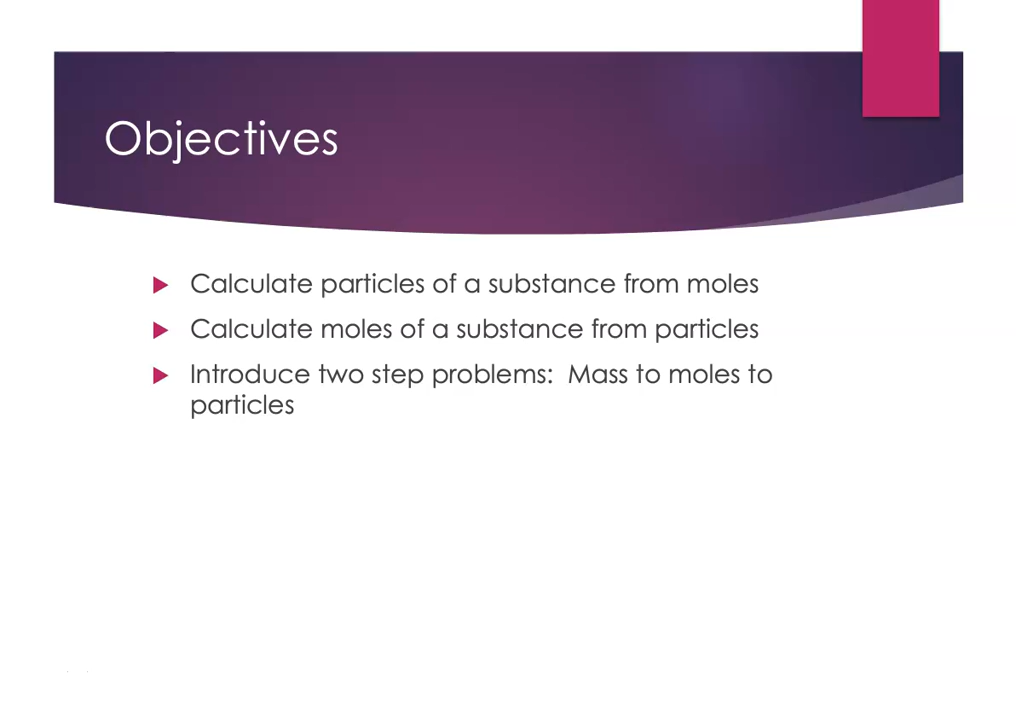 Objectives
Calculate particles of a substance from moles
Calculate moles of a substance from particles
Introduce two step problems:  Mass to moles to
particles